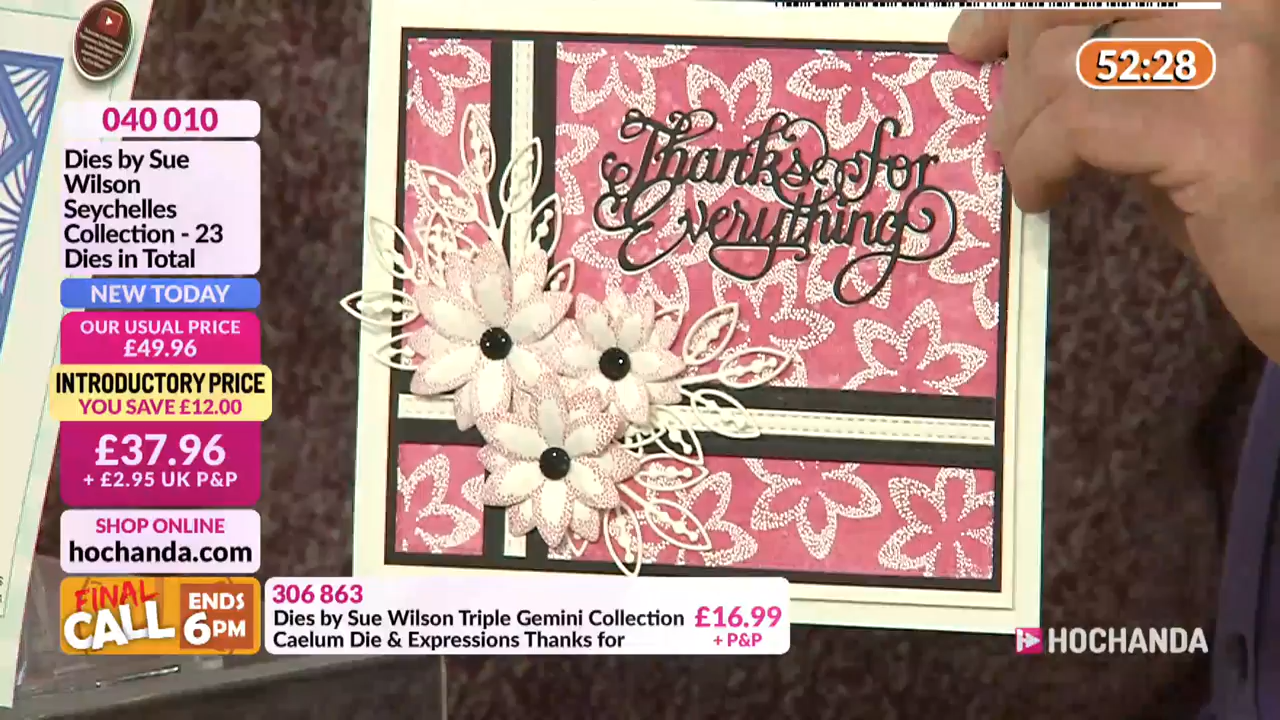 52:28
040 010
Dies by Sue
Wilson
Seychelles
Collection - 23
Dies in Total
NEW TODAY
OUR USUAL PRICE
£49.96
INTRODUCTORY PRICE
YOU SAVE £12.00
£37.96
+ £2.95 UK P&P
SHOP ONLINE
hochanda.com
FINAL
CALL
ENDS
6PM
306 863
Dies by Sue Wilson Triple Gemini Collection
Caelum Die & Expressions Thanks for
£16.99
+ P&P
HOCHANDA
Thanks for
Everything